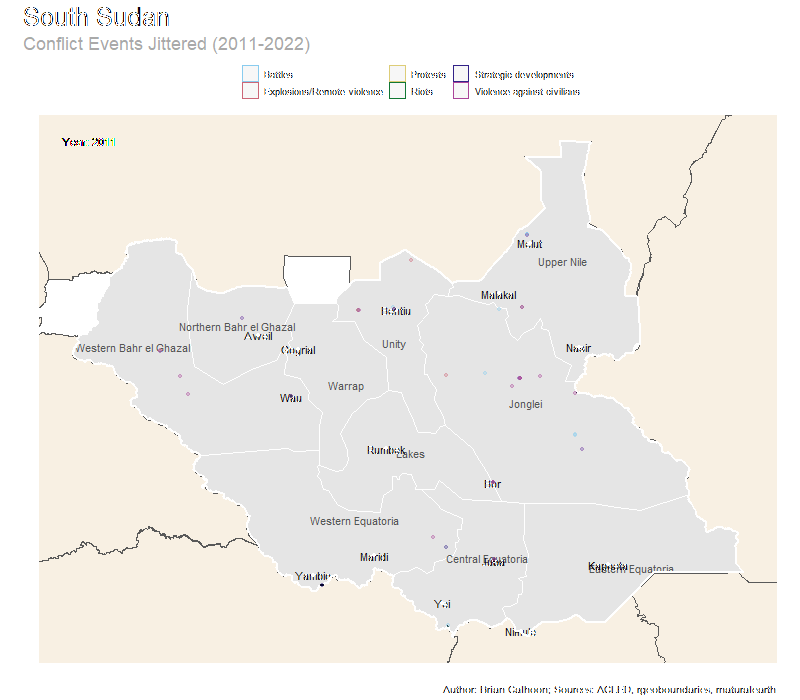 South Sudan
Conflict Events Jittered (2011-2022)
Battles
Protests
Strategic developments
Explosions/Remote violence
Riots
Violence against civilians
Year: 2011
Malut
Upper Nile
Malakal
Northern Bahr el Ghazal
Bentiu
Aweil
Western Bahr el Ghazal
Gogrial
Unity
Nasir
Warrap
Wau
Jonglei
Rumbek
Lakes
Bor
Western Equatoria
Maridi
Central Equatoria
Juba
Kapoeta
Eastern Equatoria
Yambio
Yei
Nimule
Author: Brian Calhoon; Sources: ACLED, rgeoboundaries, rnaturalearth